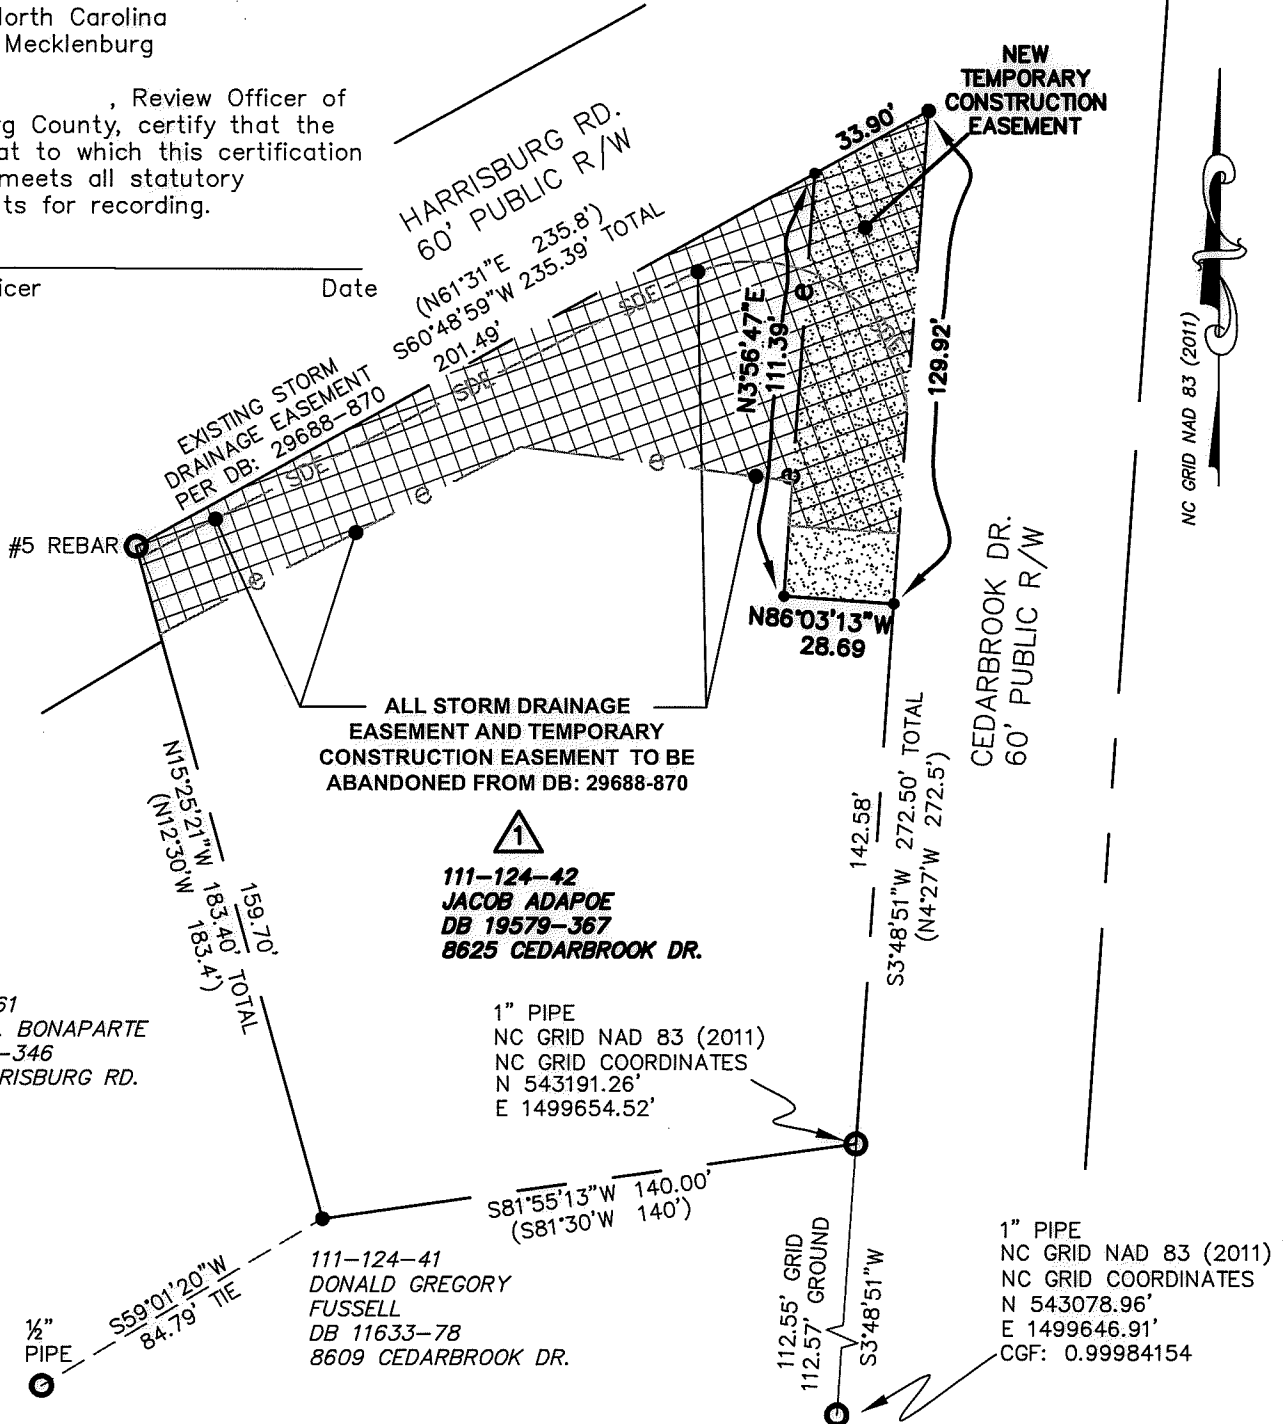 North Carolina
Mecklenburg
, Review Officer of
County, certify that the
to which this certification
meets all statutory
for recording.
Date
NEW
TEMPORARY
CONSTRUCTION
EASEMENT
33.90'
HARRISBURG RD.
60' PUBLIC R/W
(N61°31"E 235.8')
S60°48'59"W 235.39' TOTAL
201.49'
EXISTING STORM
DRAINAGE EASEMENT
PER DB: 29688-870
SDE
SDE
SDE
SDE
e
e
e
e
e
N3°56'47"E
111.39'
129.92'
NC GRID NAD 83 (2011)
#5 REBAR
N86°03'13"W
28.69
CEDARBROOK DR.
60' PUBLIC R/W
ALL STORM DRAINAGE
EASEMENT AND TEMPORARY
CONSTRUCTION EASEMENT TO BE
ABANDONED FROM DB: 29688-870
1
111-124-42
JACOB ADAPOE
DB 19579-367
8625 CEDARBROOK DR.
N15°25'21"W 183.40' TOTAL
159.70'
(N12°30'W 183.4')
142.58'
S3°48'51"W 272.50' TOTAL
(N4°27'W 272.5')
61
BONAPARTE
-346
RISBURG RD.
1" PIPE
NC GRID NAD 83 (2011)
NC GRID COORDINATES
N 543191.26'
E 1499654.52'
S81°55'13"W 140.00'
(S81°30'W 140')
111-124-41
DONALD GREGORY
FUSSELL
DB 11633-78
8609 CEDARBROOK DR.
S59°01'20"W
84.79' TIE
½"
PIPE
112.55' GRID
112.57' GROUND
S3°48'51"W
1" PIPE
NC GRID NAD 83 (2011)
NC GRID COORDINATES
N 543078.96'
E 1499646.91'
CGF: 0.99984154